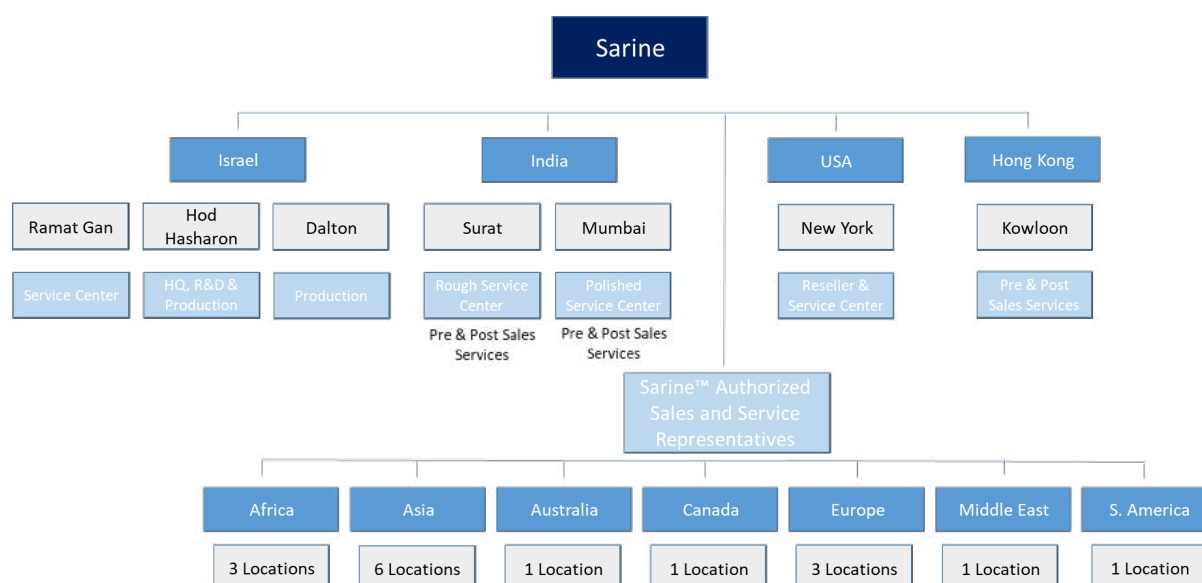 Sarine
Israel
India
USA
Hong Kong
Ramat Gan
Hod
Hasharon
Dalton
Surat
Mumbai
New York
Kowloon
Service Center
HQ, R&D &
Production
Production
Rough Service
Center
Polished
Service Center
Reseller &
Service Center
Pre & Post
Sales Services
Pre & Post Sales
Services
Pre & Post Sales
Services
Sarine™ Authorized
Sales and Service
Representatives
Africa
Asia
Australia
Canada
Europe
Middle East
S. America
3 Locations
6 Locations
1 Location
1 Location
3 Locations
1 Location
1 Location